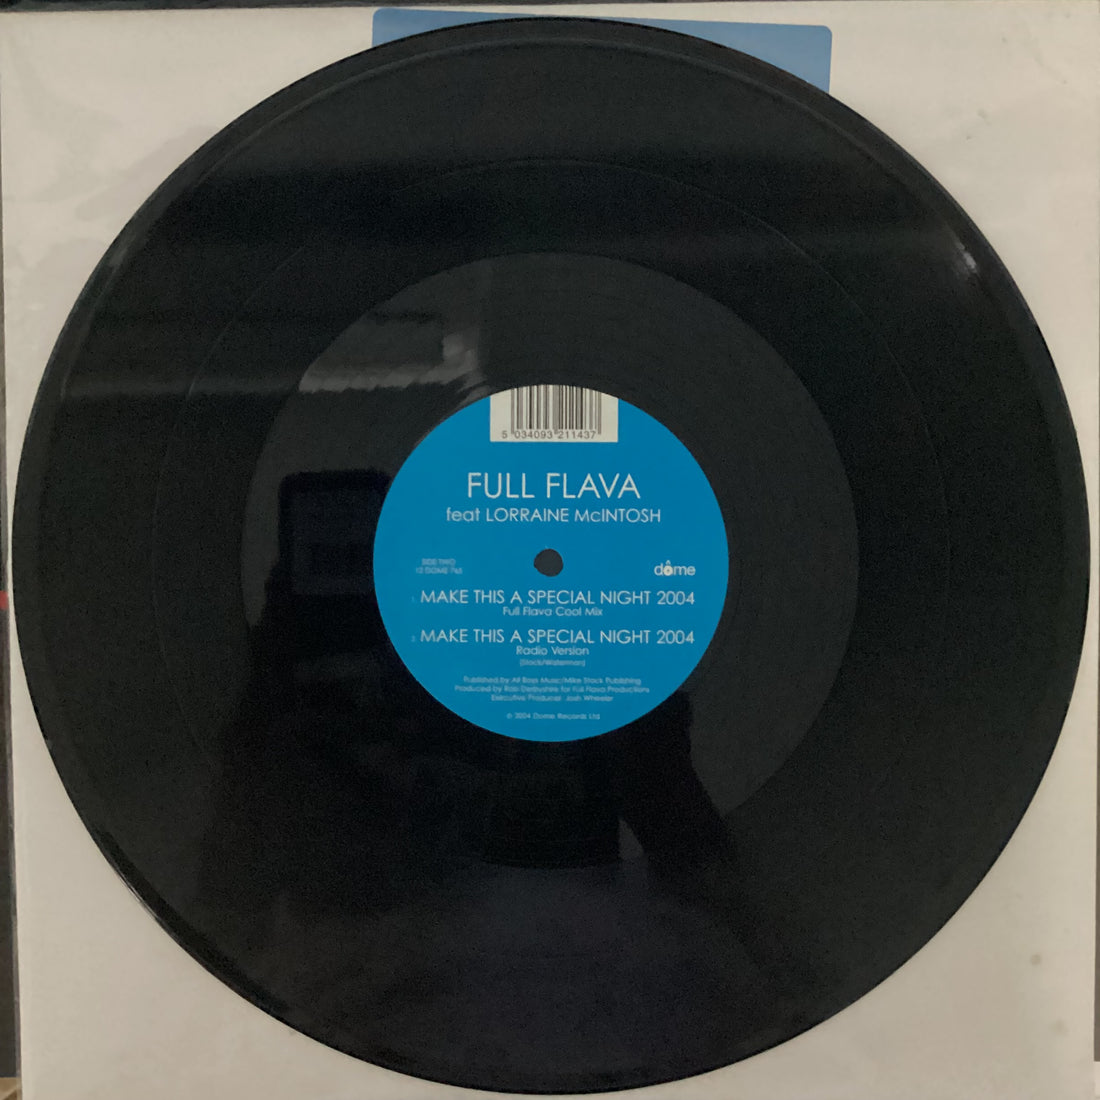 5 034093 211437
FULL FLAVA
feat LORRAINE McINTOSH
SIDE TWO
12 DOME 765
dôme
1. MAKE THIS A SPECIAL NIGHT 2004
Full Flava Cool Mix
2. MAKE THIS A SPECIAL NIGHT 2004
Radio Version
(Stock/Waterman)
Published by All Boys Music/Mike Stock Publishing
Produced by Rob Derbyshire for Full Flava Productions
Executive Producer: Josh Wheeler
℗ 2004 Dome Records Ltd